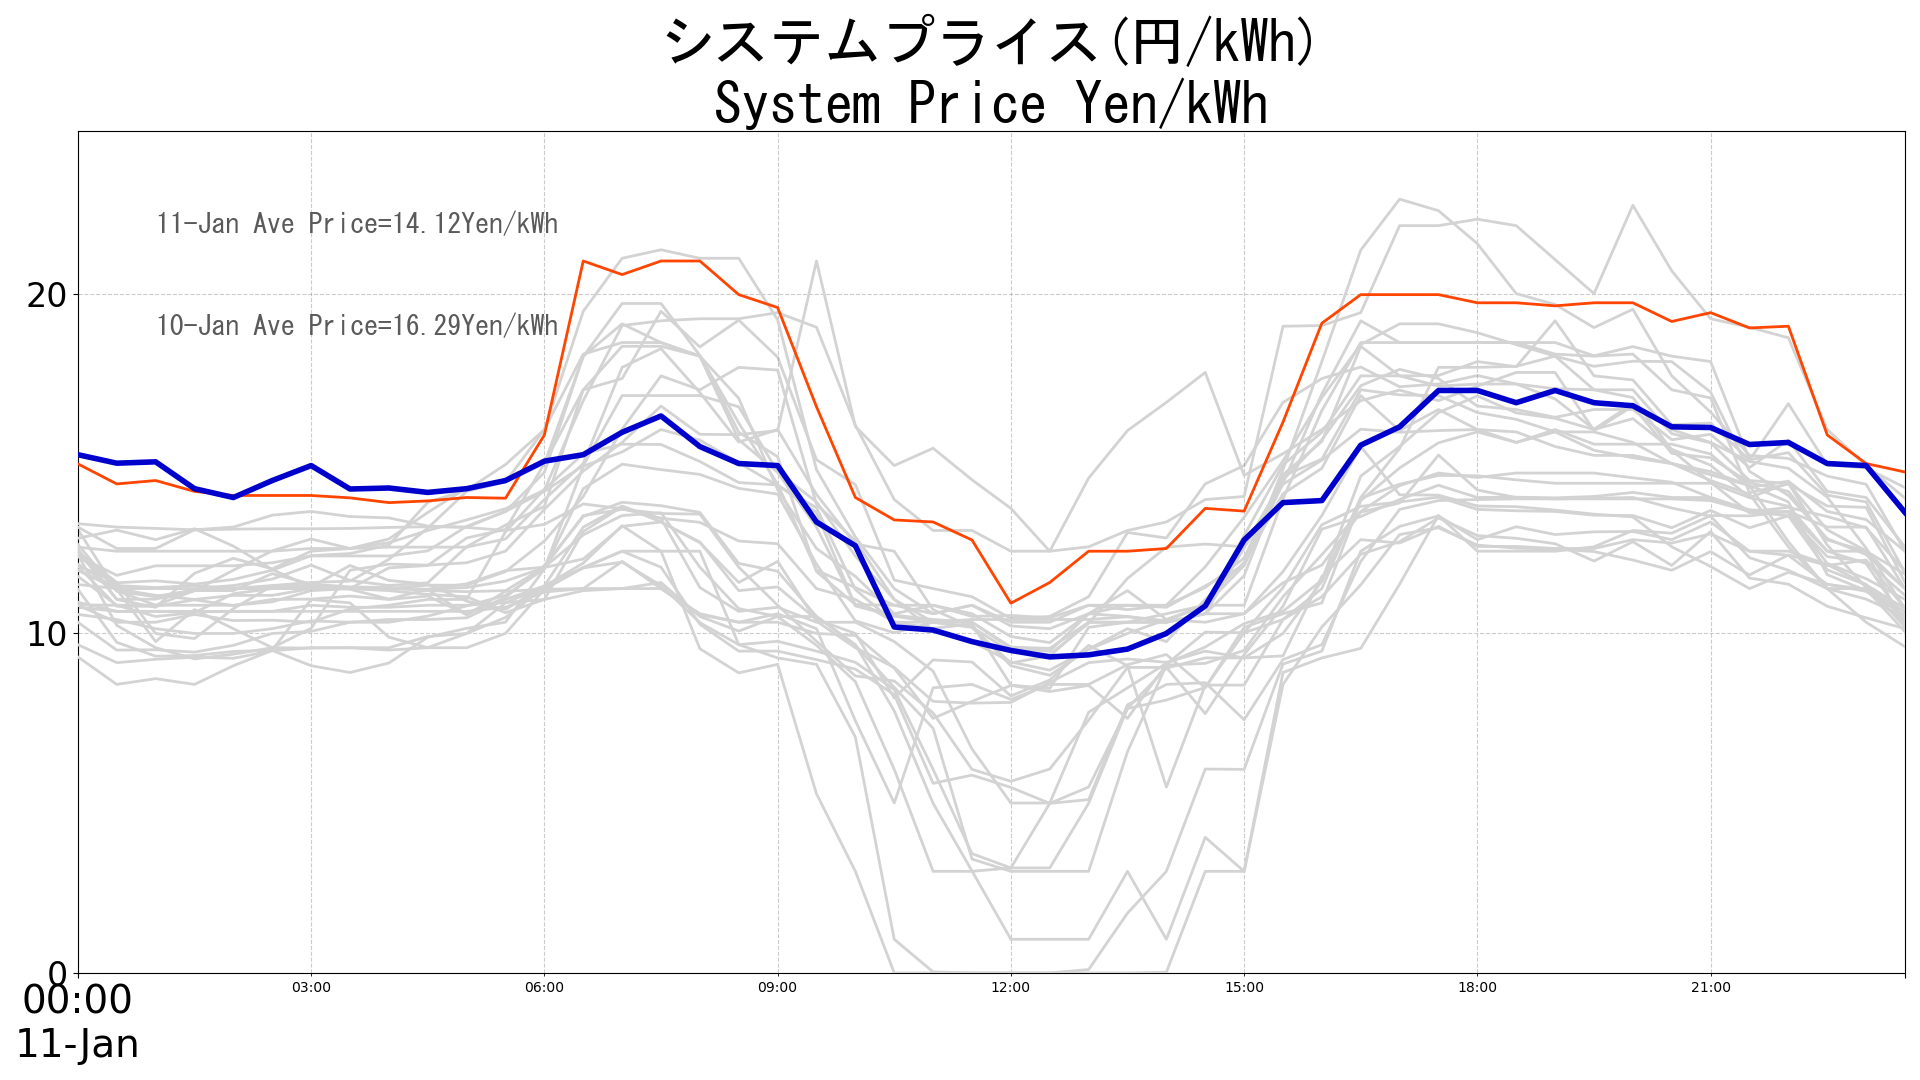 システムプライス(円/kWh)
System Price Yen/kWh
11-Jan Ave Price=14.12Yen/kWh
10-Jan Ave Price=16.29Yen/kWh
20
10
0
00:00
11-Jan
03:00
06:00
09:00
12:00
15:00
18:00
21:00